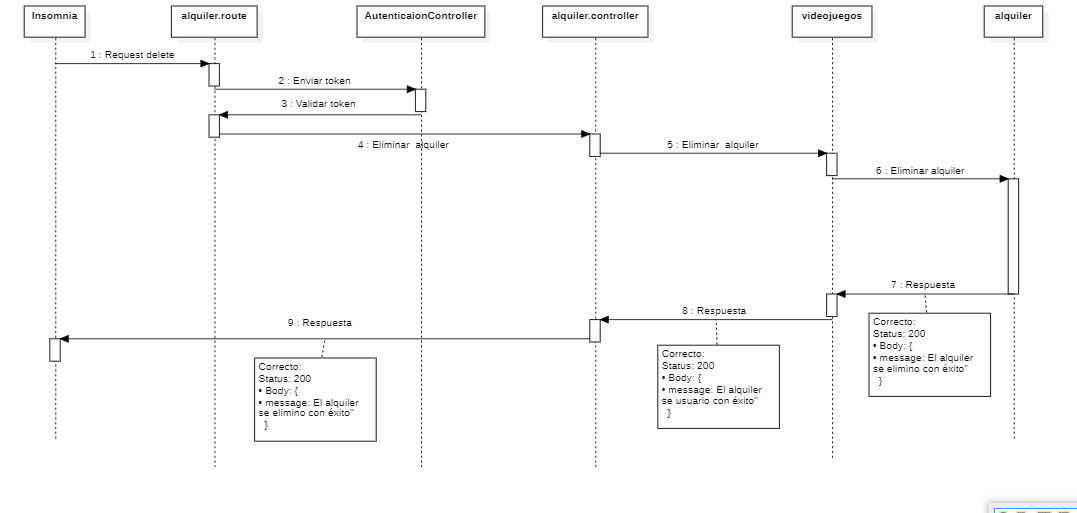 Insomnia
alquiler.route
AutenticaionController
alquiler.controller
videojuegos
alquiler
1 : Request delete
2 : Enviar token
3 : Validar token
4 : Eliminar alquiler
5 : Eliminar alquiler
6 : Eliminar alquiler
7 : Respuesta
8 : Respuesta
9 : Respuesta
Correcto:
Status: 200
• Body: {
• message: El alquiler
se elimino con éxito"
}
Correcto:
Status: 200
• Body: {
• message: El alquiler
se usuario con éxito"
}
Correcto:
Status: 200
• Body: {
• message: El alquiler
se elimino con éxito"
}